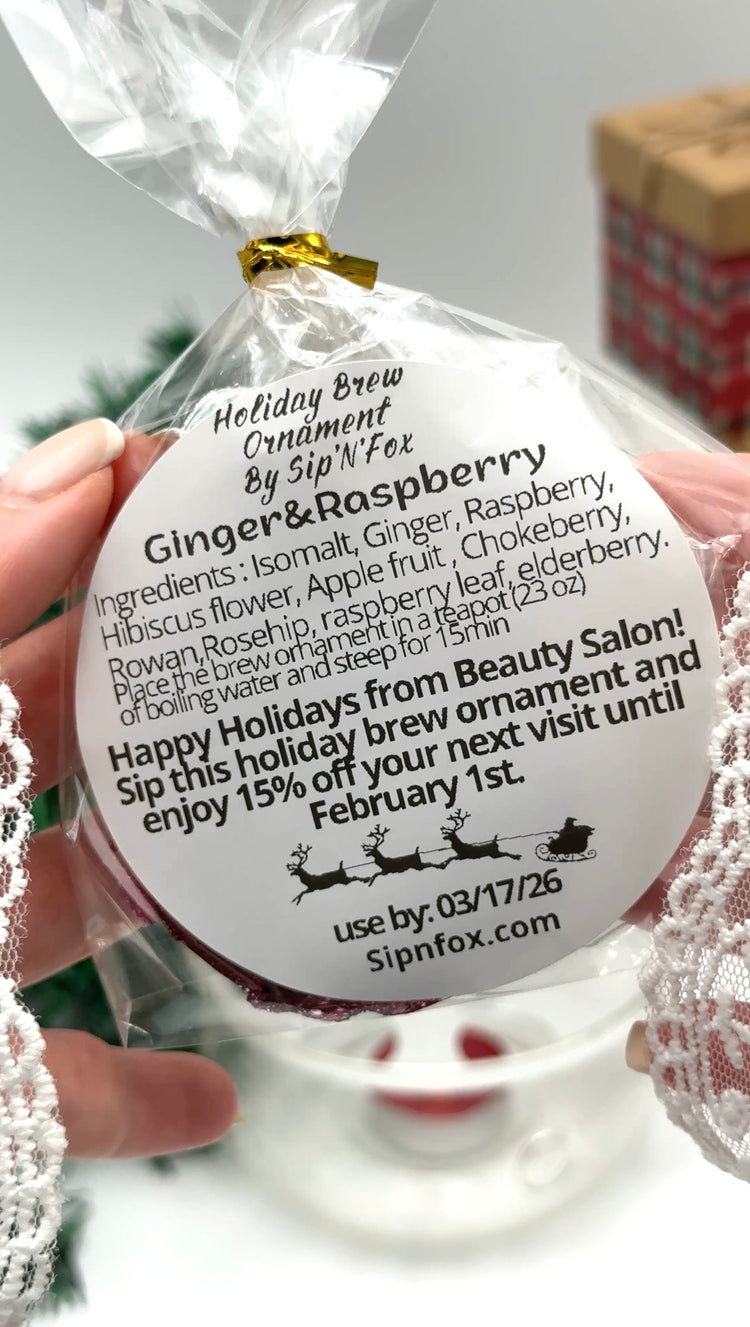 Holiday Brew
Ornament
By Sip'N'Fox
Ginger&Raspberry
Ingredients : Isomalt, Ginger, Raspberry,
Hibiscus flower, Apple fruit , Chokeberry,
Rowan,Rosehip, raspberry leaf, elderberry.
Place the brew ornament in a teapot (23 oz)
of boiling water and steep for 15min
Happy Holidays from Beauty Salon!
Sip this holiday brew ornament and
enjoy 15% off your next visit until
February 1st.
use by: 03/17/26
Sipnfox.com